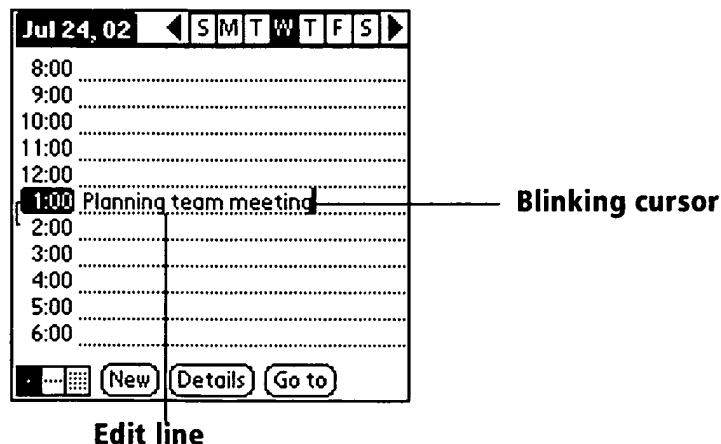 Jul 24, 02 S M T W T F S
8:00
9:00
10:00
11:00
12:00
1:00 Planning team meeting
Blinking cursor
2:00
3:00
4:00
5:00
6:00
New Details Go to
Edit line